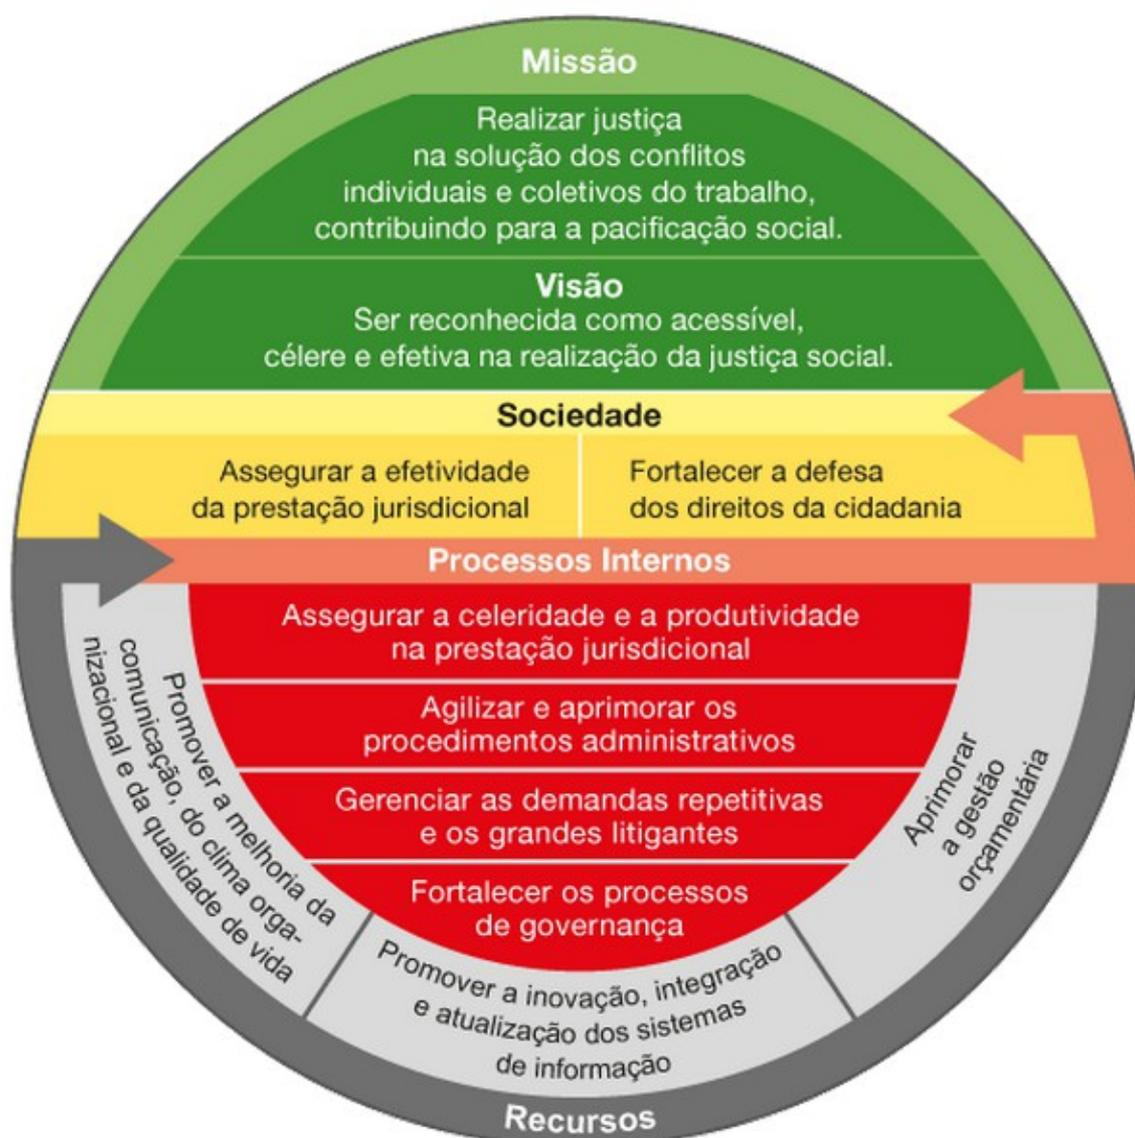 Missão
Realizar justiça
na solução dos conflitos
individuais e coletivos do trabalho,
contribuindo para a pacificação social.
Visão
Ser reconhecida como acessível,
célere e efetiva na realização da justiça social.
Sociedade
Assegurar a efetividade
da prestação jurisdicional
Fortalecer a defesa
dos direitos da cidadania
Processos Internos
Assegurar a celeridade e a produtividade
na prestação jurisdicional
Agilizar e aprimorar os
procedimentos administrativos
Gerenciar as demandas repetitivas
e os grandes litigantes
Fortalecer os processos
de governança
Promover a melhoria da
comunicação, do clima orga-
nizacional e da qualidade de vida
Promover a inovação, integração
e atualização dos sistemas
de informação
Aprimorar
a gestão
orçamentária
Recursos